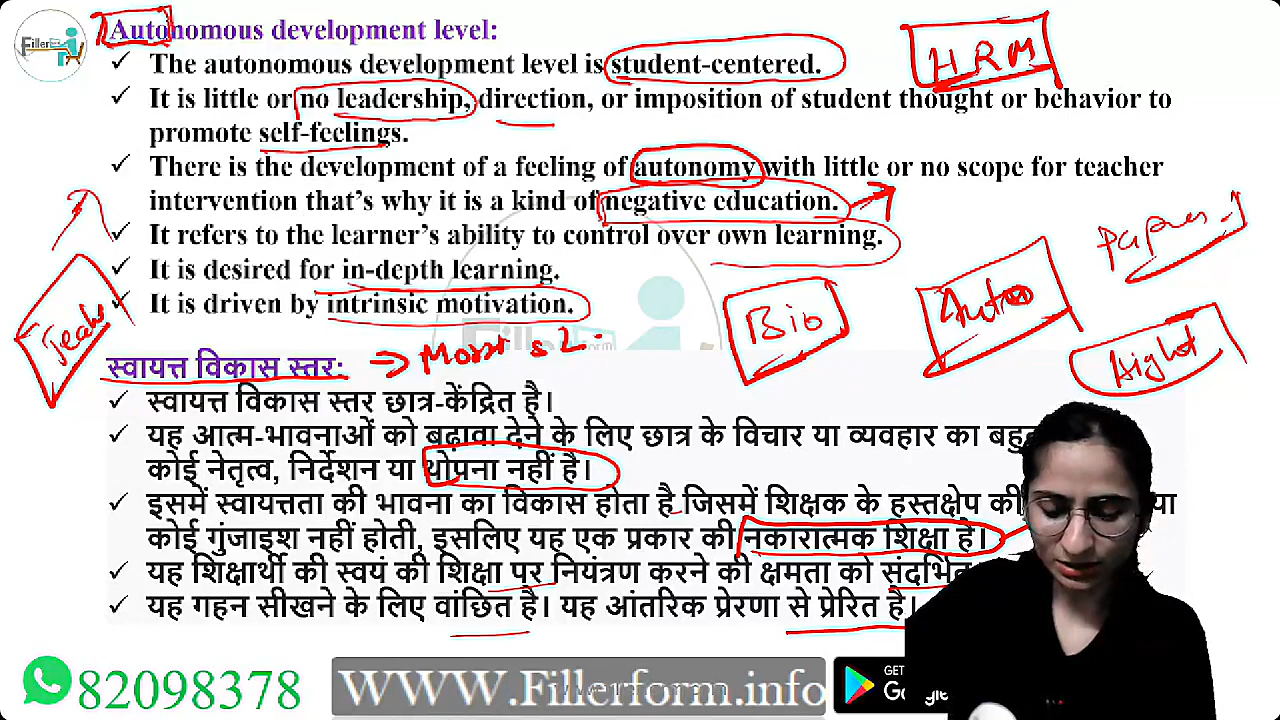 Autonomous development level:
✓ The autonomous development level is student-centered.
✓ It is little or no leadership, direction, or imposition of student thought or behavior to
promote self-feelings.
✓ There is the development of a feeling of autonomy with little or no scope for teacher
intervention that's why it is a kind of negative education.
✓ It refers to the learner's ability to control over own learning.
✓ It is desired for in-depth learning.
✓ It is driven by intrinsic motivation.
HRM
Bio
स्वायत्त विकास स्तर:
✓ स्वायत्त विकास स्तर छात्र-केंद्रित है।
✓ यह आत्म-भावनाओं को बढ़ावा देने के लिए छात्र के विचार या व्यवहार का
कोई नेतृत्व, निर्देशन या थोपना नहीं है।
✓ इसमें स्वायत्तता की भावना का विकास होता है जिसमें शिक्षक के हस्तक्षेप की या
कोई गुंजाइश नहीं होती, इसलिए यह एक प्रकार की नकारात्मक शिक्षा है।
✓ यह शिक्षार्थी की स्वयं की शिक्षा पर नियंत्रण करने की क्षमता को संदर्भित
✓ यह गहन सीखने के लिए वांछित है। यह आंतरिक प्रेरणा से प्रेरित है।
82098378
WWW.Fillerform.info
GET